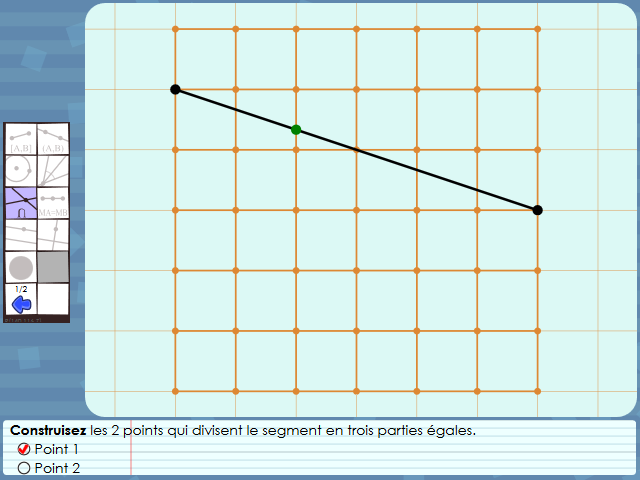 [A,B] (A,B)
∩ MA=MB
1/2
Construisez les 2 points qui divisent le segment en trois parties égales.
Point 1
Point 2